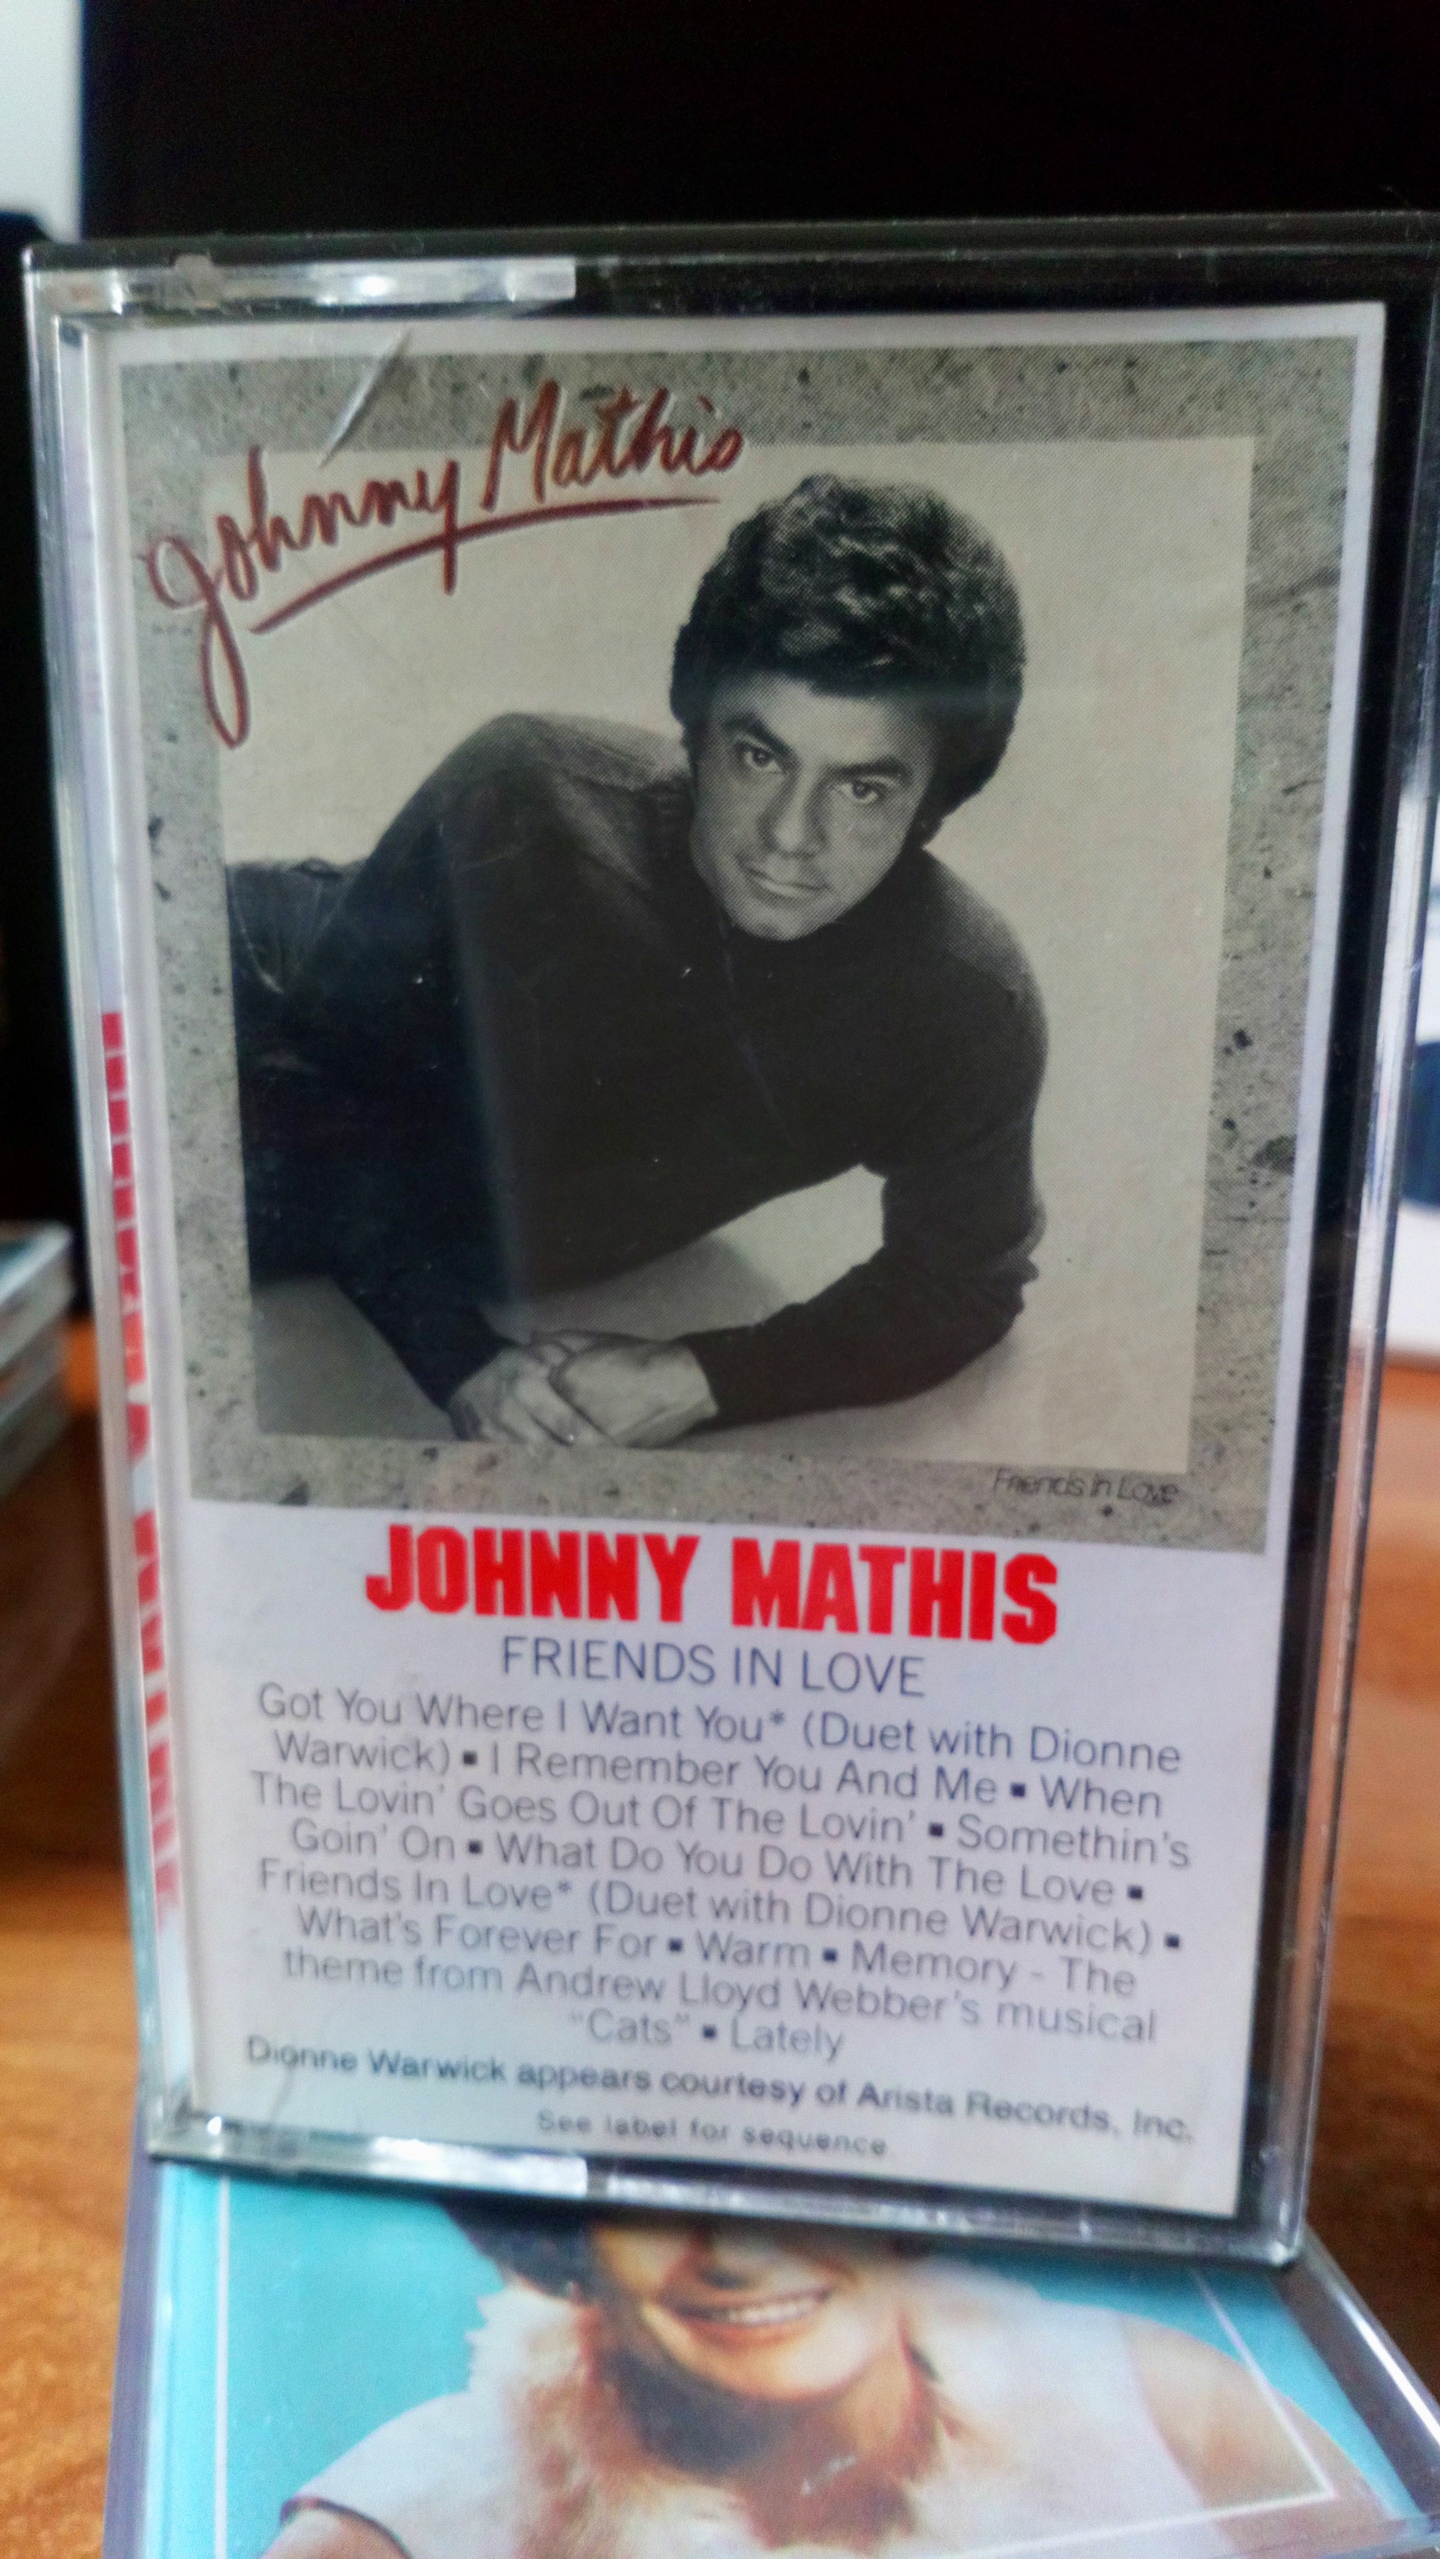 Johnny Mathis
Friends In Love
JOHNNY MATHIS
FRIENDS IN LOVE
Got You Where I Want You* (Duet with Dionne
Warwick) ▪ I Remember You And Me ▪ When
The Lovin' Goes Out Of The Lovin' ▪ Somethin's
Goin' On ▪ What Do You Do With The Love ▪
Friends In Love* (Duet with Dionne Warwick) ▪
What's Forever For ▪ Warm ▪ Memory - The
theme from Andrew Lloyd Webber's musical
"Cats" ▪ Lately
Dionne Warwick appears courtesy of Arista Records, Inc.
See label for sequence